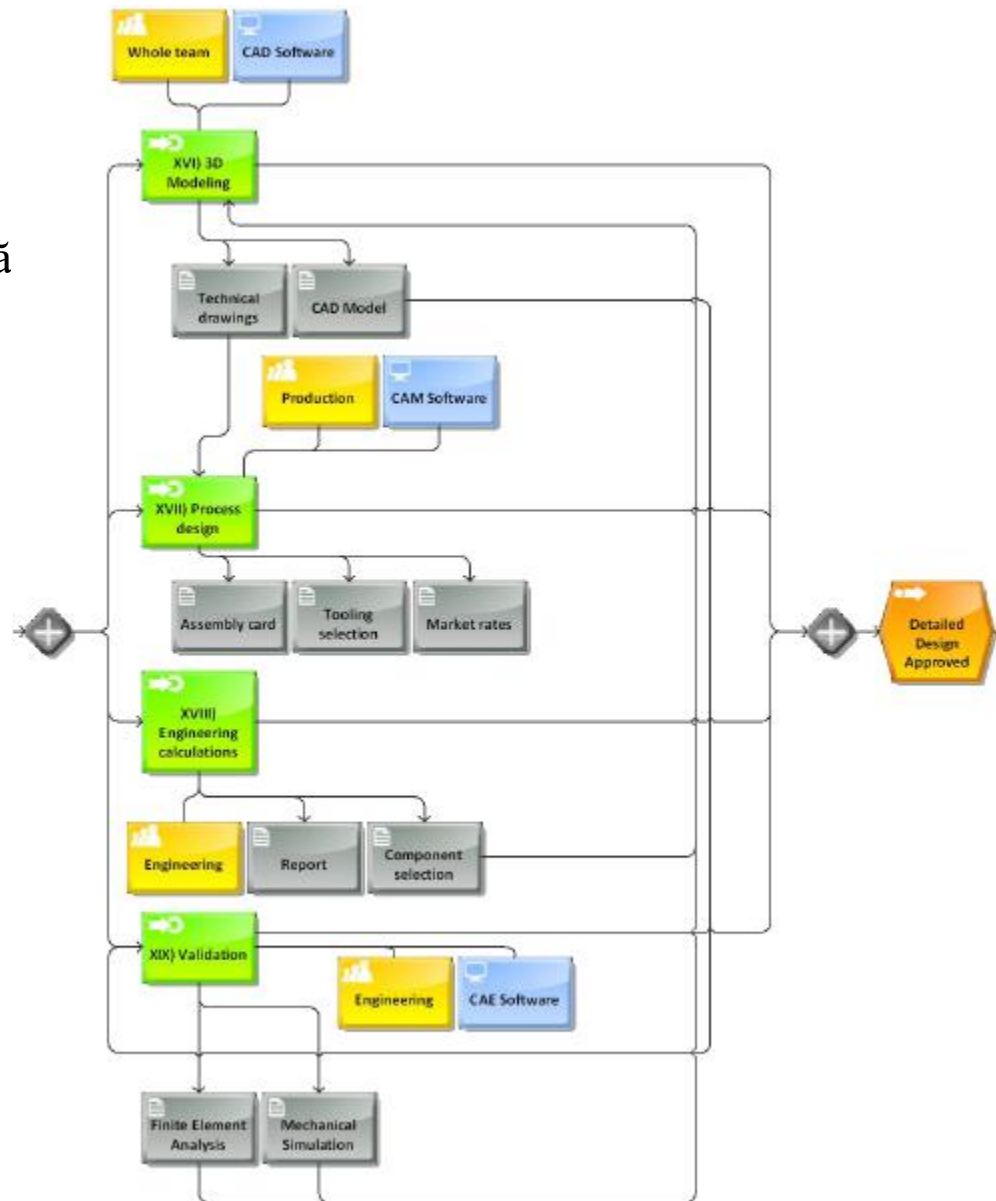 Whole team
CAD Software
XVI) 3D
Modeling
ă
Technical
drawings
CAD Model
Production
CAM Software
XVII) Process
design
Assembly card
Tooling
selection
Market rates
Detailed
Design
Approved
XVIII)
Engineering
calculations
Engineering
Report
Component
selection
XIX) Validation
Engineering
CAE Software
Finite Element
Analysis
Mechanical
Simulation